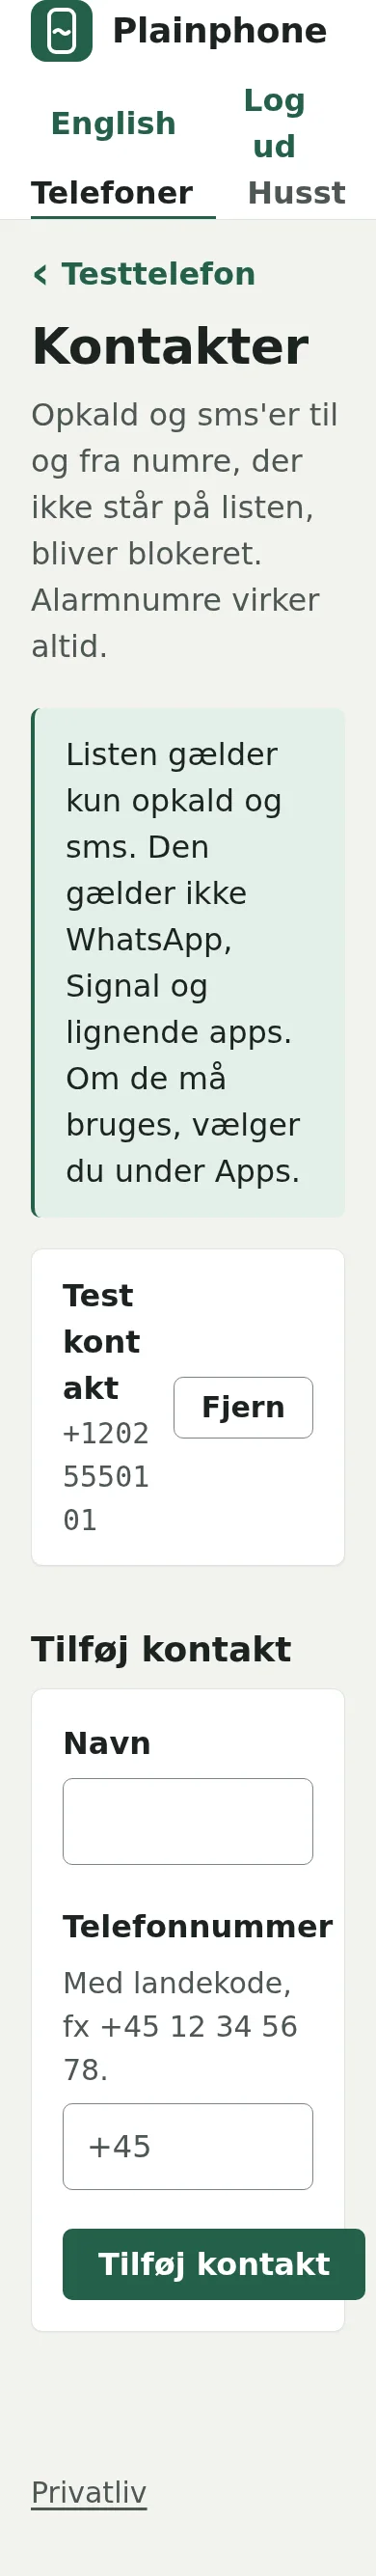 Plainphone
English
Log
ud
Telefoner
Husst
‹ Testtelefon
Kontakter
Opkald og sms'er til
og fra numre, der
ikke står på listen,
bliver blokeret.
Alarmnumre virker
altid.
Listen gælder
kun opkald og
sms. Den
gælder ikke
WhatsApp,
Signal og
lignende apps.
Om de må
bruges, vælger
du under Apps.
Test
kont
akt
+1202
55501
01
Fjern
Tilføj kontakt
Navn
Telefonnummer
Med landekode,
fx +45 12 34 56
78.
+45
Tilføj kontakt
Privatliv